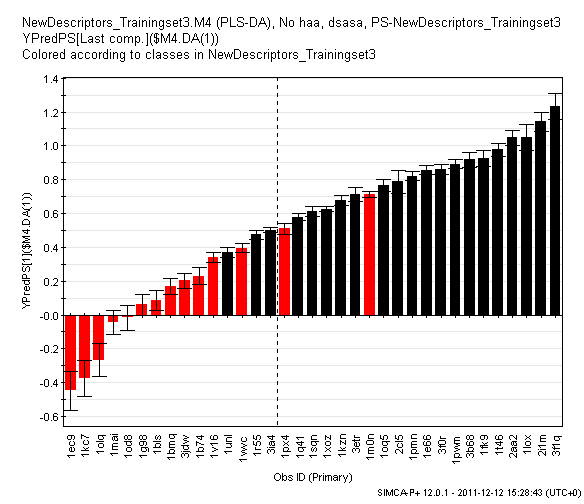 NewDescriptors_Trainingset3.M4 (PLS-DA), No haa, dsasa, PS-NewDescriptors_Trainingset3
YPredPS[Last comp.]($M4.DA(1))
Colored according to classes in NewDescriptors_Trainingset3
YPredPS[1]($M4.DA(1))
1.4
1.2
1.0
0.8
0.6
0.4
0.2
-0.0
-0.2
-0.4
-0.6
1ec9 1kc7 1olq 1mai 1od8 1g98 1bls 1bmq 3jdw 1b74 1v16 1unl 1wvc 1r55 3ia4 1px4 1q41 1sqn 1xoz 1kzn 3etr 1m0n 1oq5 2cl5 1pmn 1e66 3f0r 1pwm 3b68 1fk9 1t46 2aa2 1lox 2i1m 3f1q
Obs ID (Primary)
SIMCA-P+ 12.0.1 - 2011-12-12 15:28:43 (UTC+0)